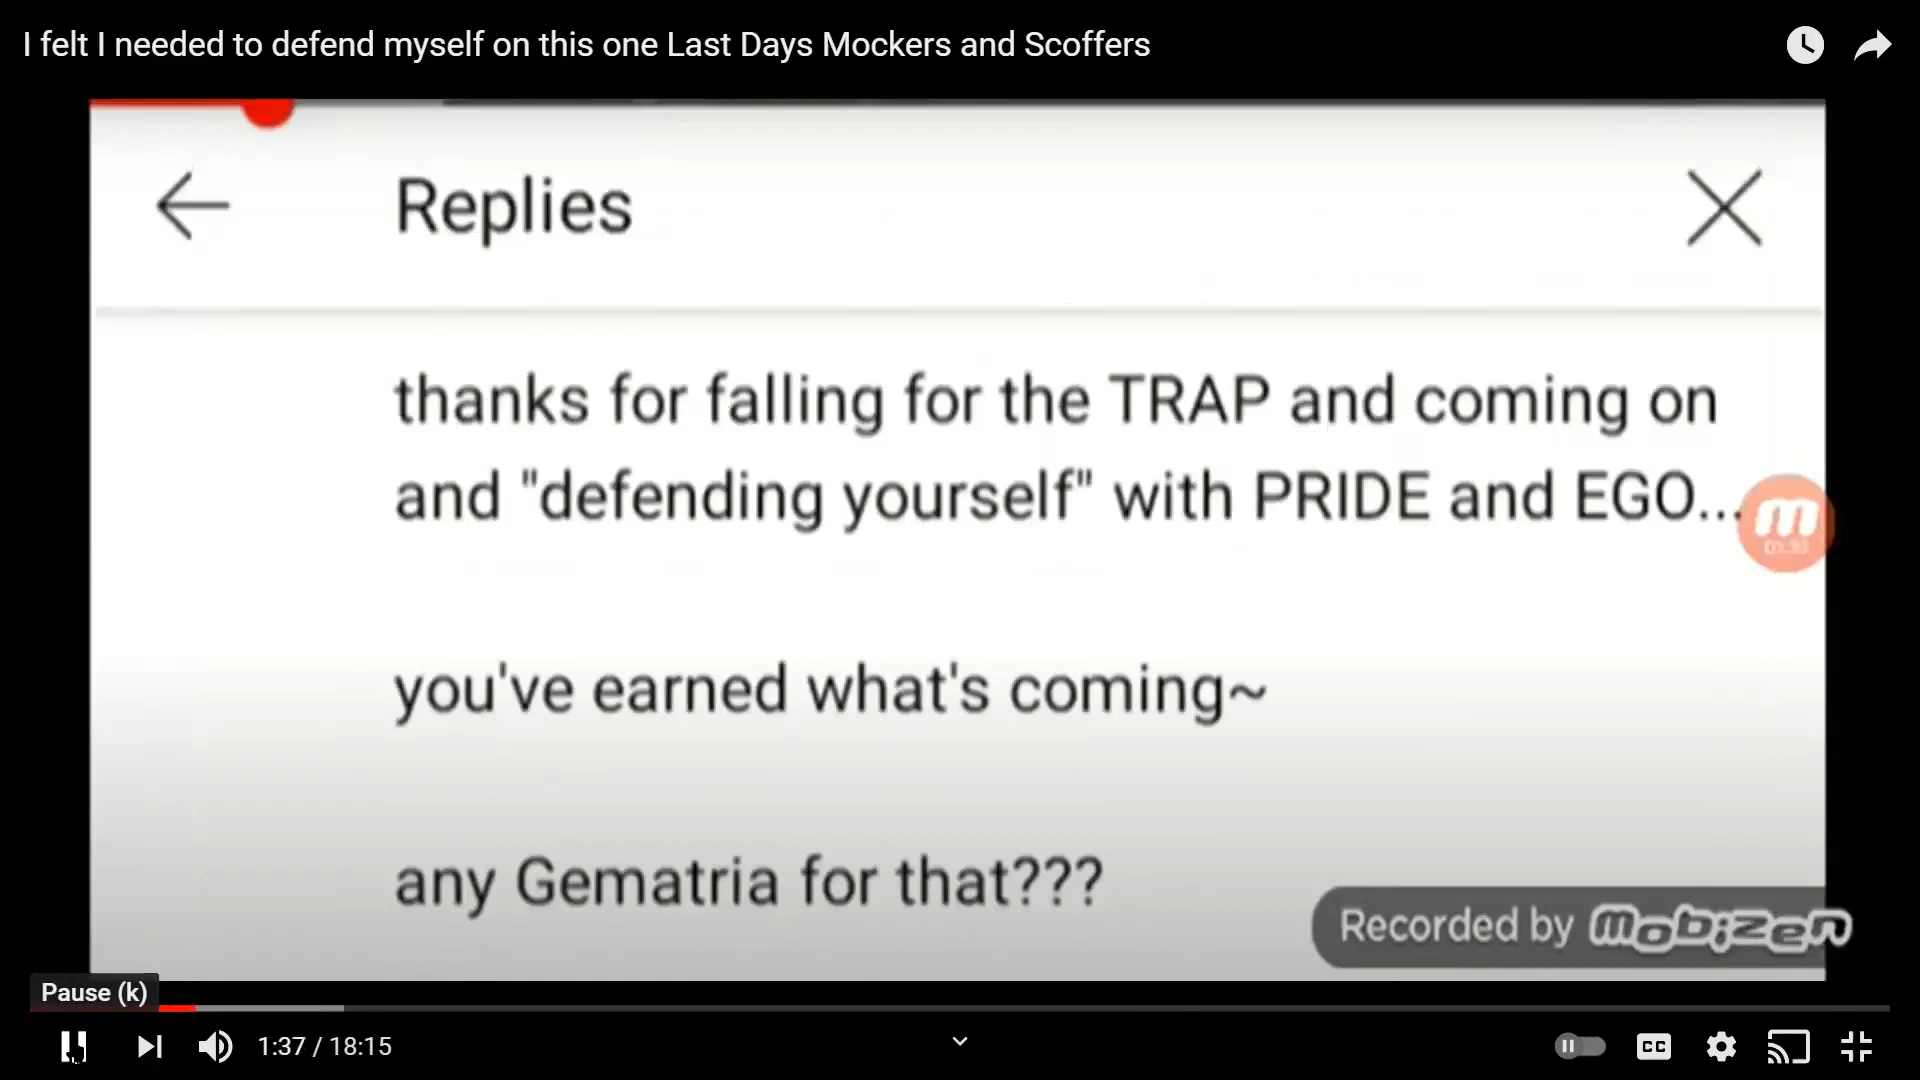 I felt I needed to defend myself on this one Last Days Mockers and Scoffers
Replies
thanks for falling for the TRAP and coming on
and "defending yourself" with PRIDE and EGO...
you've earned what's coming~
any Gematria for that???
Recorded by Mobizen
Pause (k)
1:37 / 18:15
CC